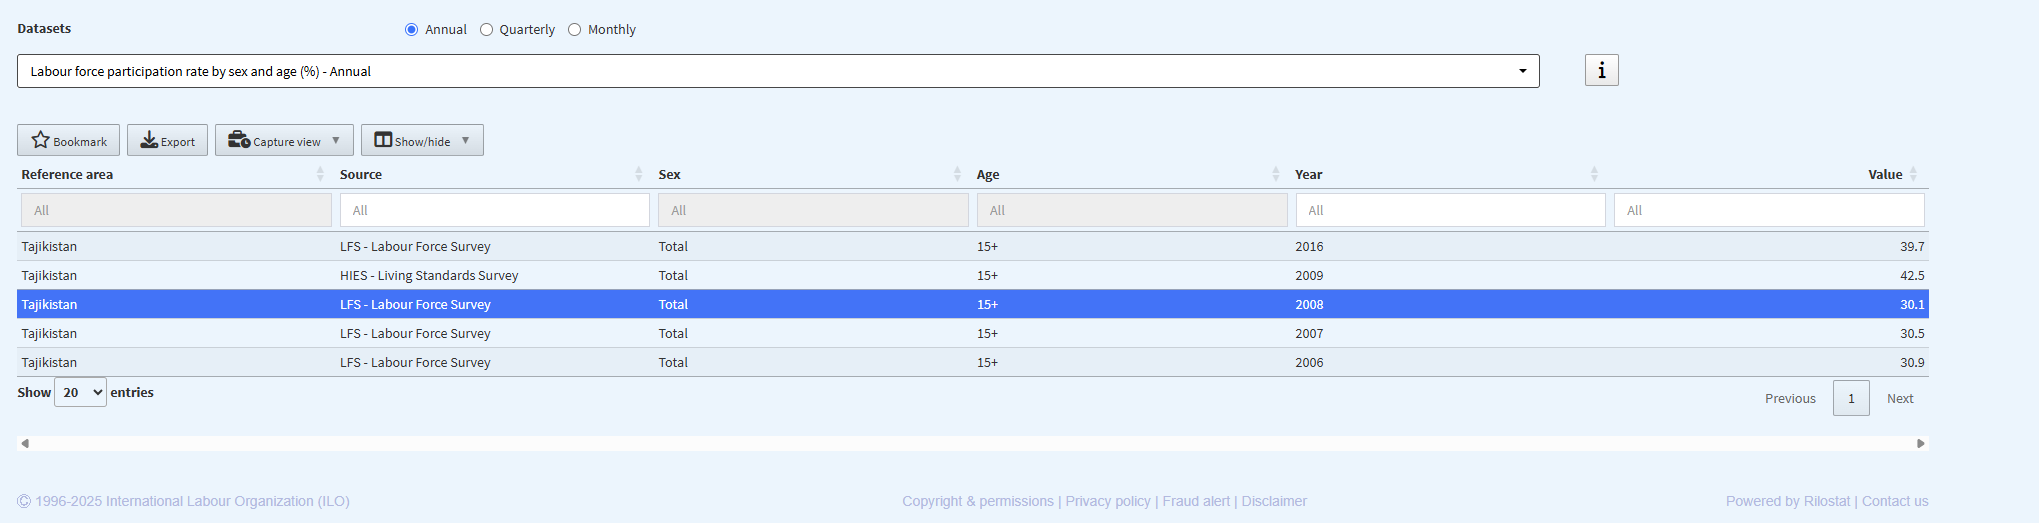 Datasets Annual Quarterly Monthly
Labour force participation rate by sex and age (%) - Annual i
Bookmark Export Capture view Show/hide
Reference area Source Sex Age Year Value
All All All All All All
Tajikistan LFS - Labour Force Survey Total 15+ 2016 39.7
Tajikistan HIES - Living Standards Survey Total 15+ 2009 42.5
Tajikistan LFS - Labour Force Survey Total 15+ 2008 30.1
Tajikistan LFS - Labour Force Survey Total 15+ 2007 30.5
Tajikistan LFS - Labour Force Survey Total 15+ 2006 30.9
Show 20 entries Previous 1 Next
© 1996-2025 International Labour Organization (ILO) Copyright & permissions | Privacy policy | Fraud alert | Disclaimer Powered by Rilostat | Contact us